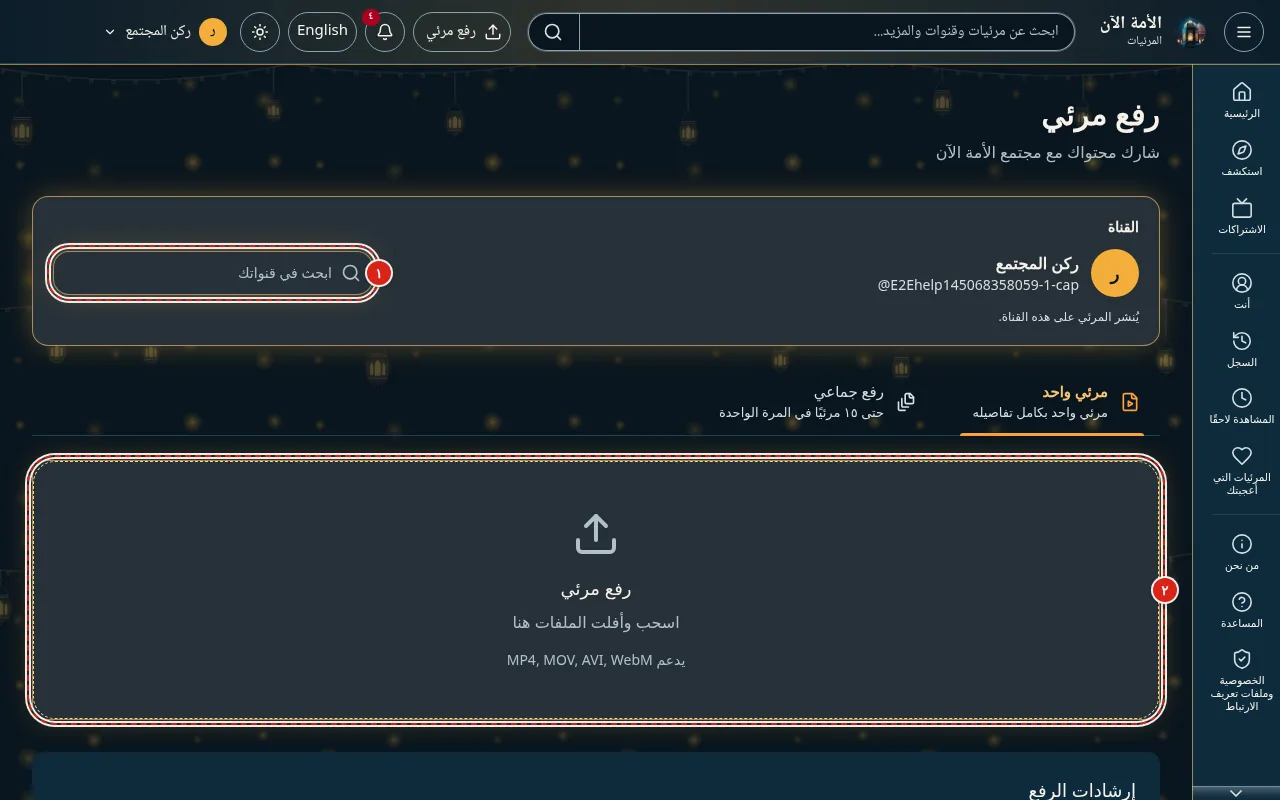 الأمة الآن
المرئيات
ابحث عن مرئيات وقنوات والمزيد...
رفع مرئي
٤
English
ر
ركن المجتمع
الرئيسية
استكشف
الاشتراكات
أنت
السجل
المشاهدة لاحقًا
المرئيات التي
أعجبتك
من نحن
المساعدة
الخصوصية
وملفات تعريف
الارتباط
رفع مرئي
شارك محتواك مع مجتمع الأمة الآن
القناة
ر
ركن المجتمع
@E2Ehelp145068358059-1-cap
يُنشر المرئي على هذه القناة.
١
ابحث في قنواتك
مرئي واحد
مرئي واحد بكامل تفاصيله
رفع جماعي
حتى ١٥ مرئيًا في المرة الواحدة
٢
رفع مرئي
اسحب وأفلت الملفات هنا
يدعم MP4, MOV, AVI, WebM
إرشادات الرفع